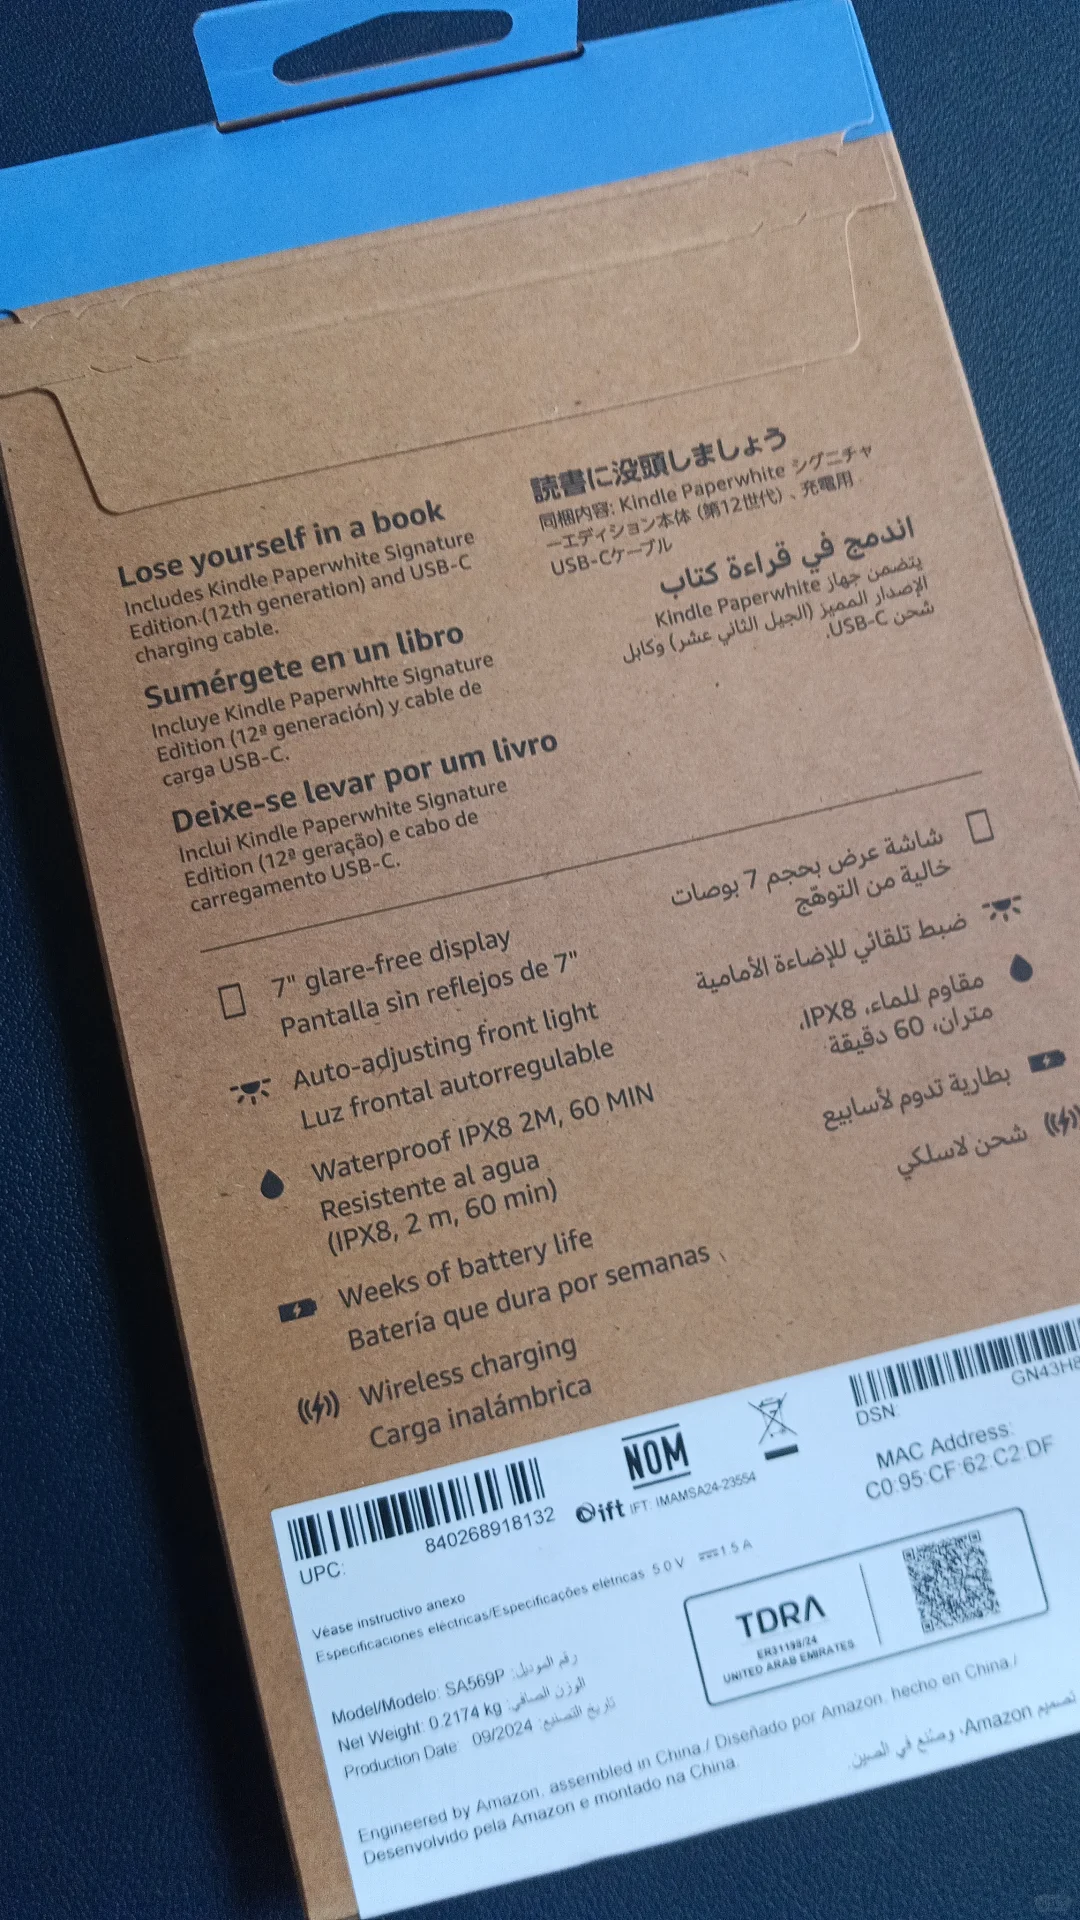 Lose yourself in a book
Includes Kindle Paperwhite Signature
Edition (12th generation) and USB-C
charging cable.
Sumérgete en un libro
Incluye Kindle Paperwhite Signature
Edition (12ª generación) y cable de
carga USB-C.
Deixe-se levar por um livro
Inclui Kindle Paperwhite Signature
Edition (12ª geração) e cabo de
carregamento USB-C.
読書に没頭しましょう
同梱内容: Kindle Paperwhite シグニチャ
ーエディション本体 (第12世代) 、充電用
USB-Cケーブル
اندمج في قراءة كتاب
يتضمن جهاز Kindle Paperwhite
الإصدار المميز (الجيل الثاني عشر) وكابل
شحن USB-C.
7" glare-free display
Pantalla sin reflejos de 7"
Auto-adjusting front light
Luz frontal autorregulable
Waterproof IPX8 2M, 60 MIN
Resistente al agua
(IPX8, 2 m, 60 min)
Weeks of battery life
Batería que dura por semanas
Wireless charging
Carga inalámbrica
شاشة عرض بحجم 7 بوصات
خالية من التوهّج
ضبط تلقائي للإضاءة الأمامية
مقاوم للماء، IPX8،
متران، 60 دقيقة
بطارية تدوم لأسابيع
شحن لاسلكي
UPC:
840268918132
NOM
ift IFT: IMAMSA24-23554
DSN:
GN43H8
MAC Address:
C0:95:CF:62:C2:DF
Véase instructivo anexo
Especificaciones eléctricas/Especificações elétricas 5.0 V 1.5 A
TDRA
ER31198/24
UNITED ARAB EMIRATES
Model/Modelo: SA569P رقم الموديل:
Net Weight: 0.2174 kg الوزن الصافي:
Production Date: 09/2024 تاريخ التصنيع:
Engineered by Amazon, assembled in China./ Diseñado por Amazon, hecho en China./
Desenvolvido pela Amazon e montado na China.
تصميم Amazon، وصُنع في الصين.